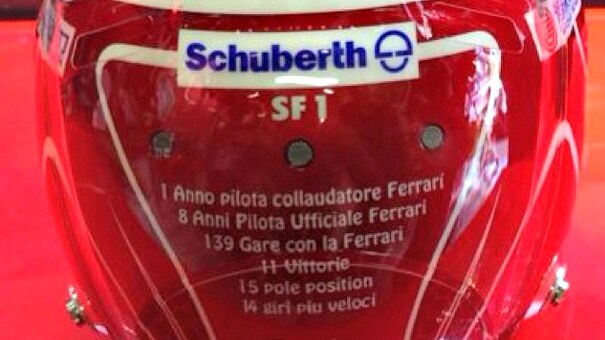 Schuberth
SF 1
1 Anno pilota collaudatore Ferrari
8 Anni Pilota Ufficiale Ferrari
139 Gare con la Ferrari
11 Vittorie
15 pole position
14 giri piu veloci